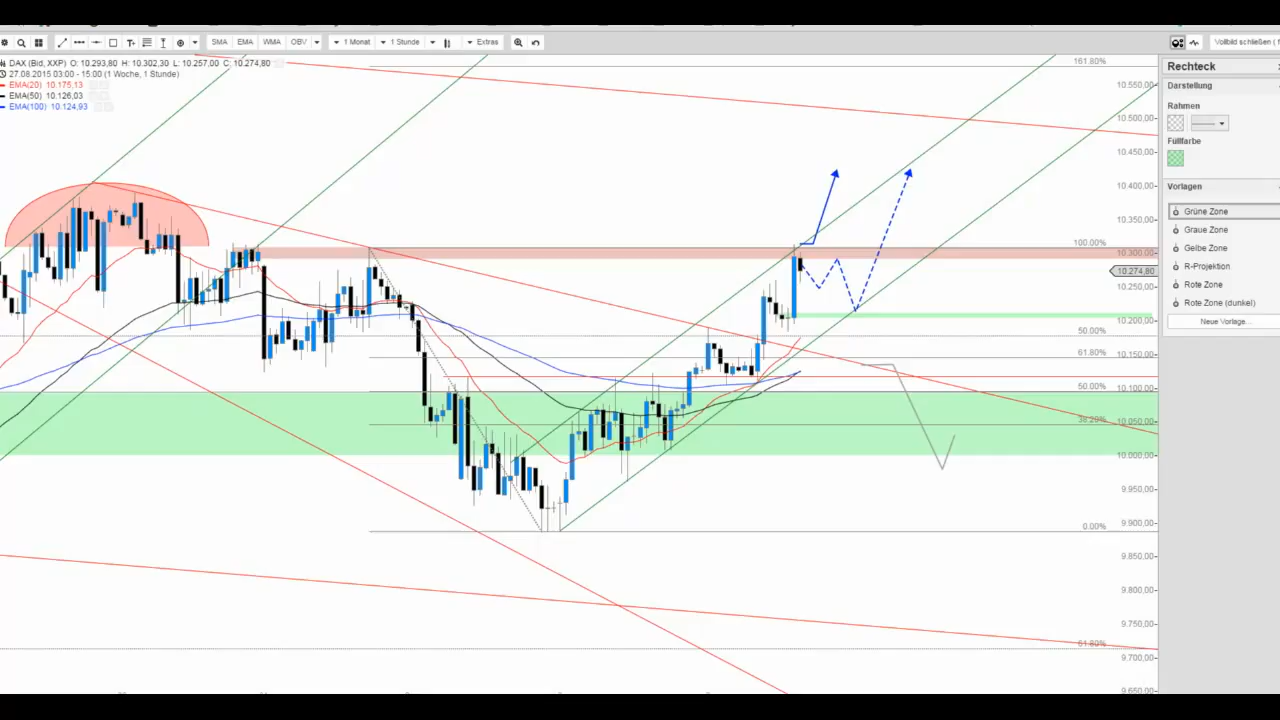 SMA EMA WMA OBV 1 Monat 1 Stunde Extras Vollbild schließen
DAX (Bid, XXP) O: 10.293,80 H: 10.302,30 L: 10.257,00 C: 10.274,80
27.08.2015 03:00 - 15:00 (1 Woche, 1 Stunde)
EMA(20) 10.175,13
EMA(50) 10.126,03
EMA(100) 10.124,93
161.80%
100.00%
50.00%
61.80%
50.00%
38.20%
0.00%
61.80%
10.550,00
10.500,00
10.450,00
10.400,00
10.350,00
10.300,00
10.274,80
10.250,00
10.200,00
10.150,00
10.100,00
10.050,00
10.000,00
9.950,00
9.900,00
9.850,00
9.800,00
9.750,00
9.700,00
9.650,00
Rechteck
Darstellung
Rahmen
Füllfarbe
Vorlagen
Grüne Zone
Graue Zone
Gelbe Zone
R-Projektion
Rote Zone
Rote Zone (dunkel)
Neue Vorlage...